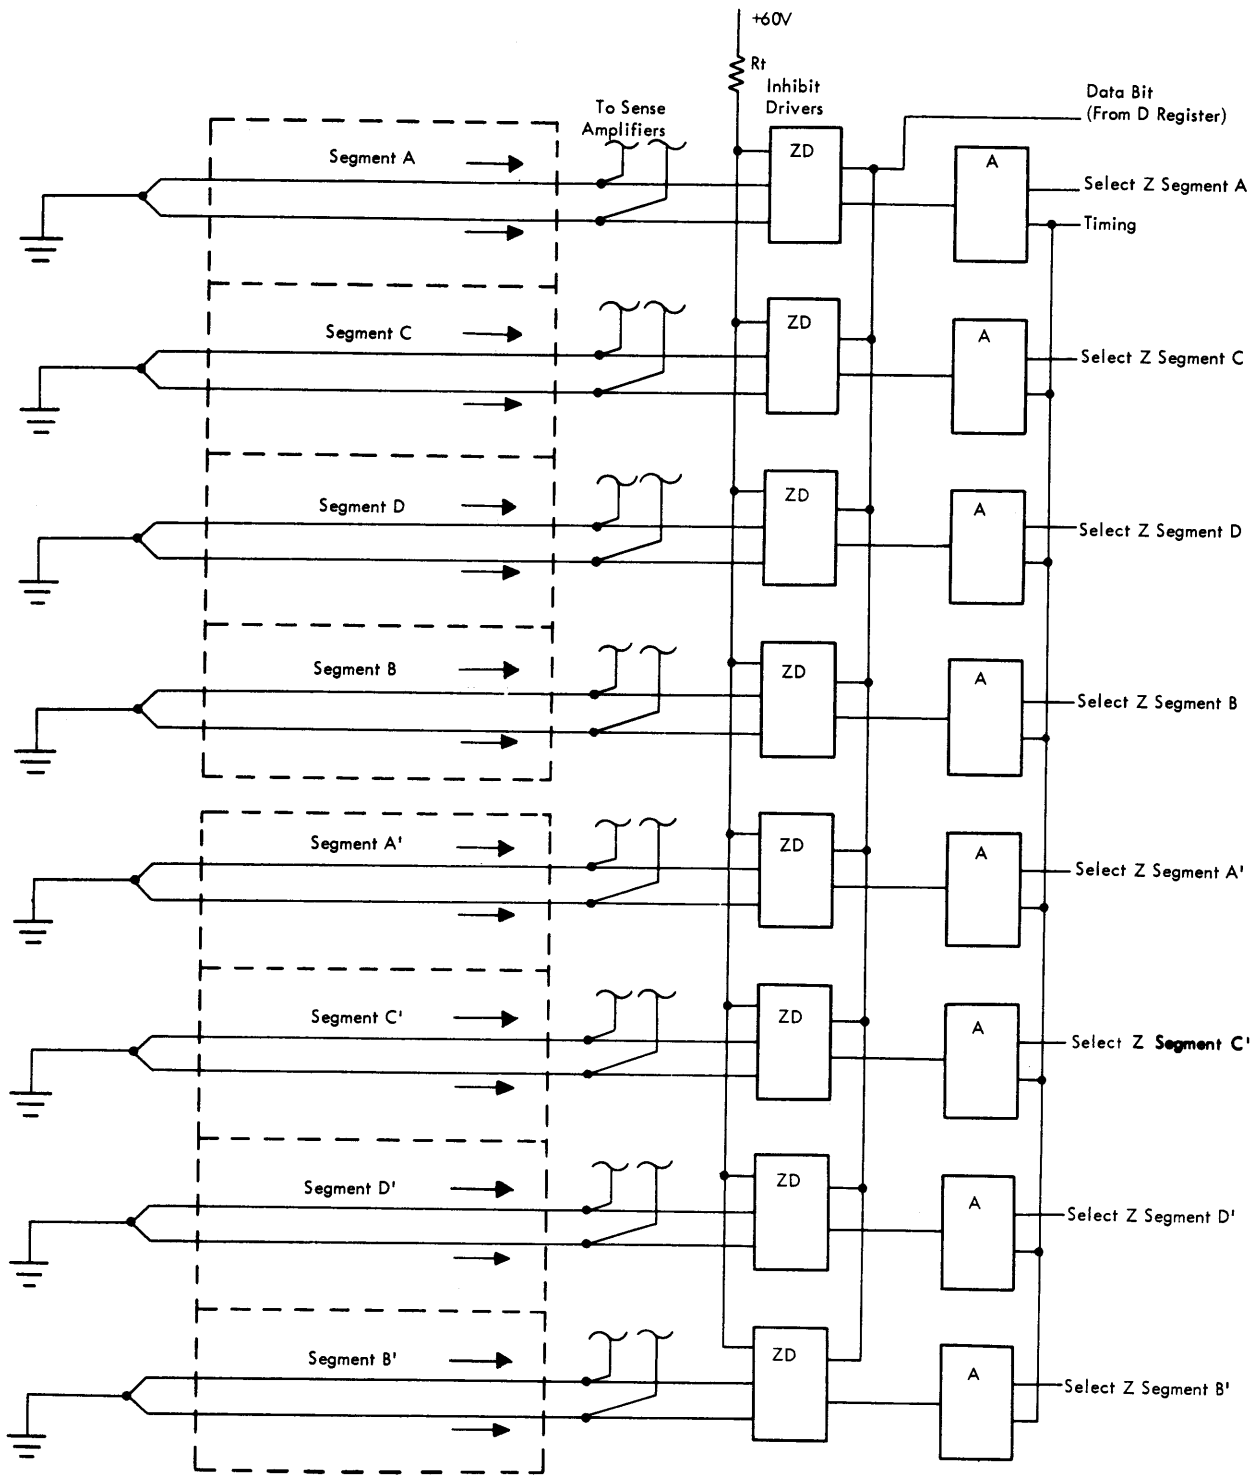 +60V
Rt
Inhibit
Drivers
To Sense
Amplifiers
Data Bit
(From D Register)
Segment A
ZD
A
Select Z Segment A
Timing
Segment C
ZD
A
Select Z Segment C
Segment D
ZD
A
Select Z Segment D
Segment B
ZD
A
Select Z Segment B
Segment A'
ZD
A
Select Z Segment A'
Segment C'
ZD
A
Select Z Segment C'
Segment D'
ZD
A
Select Z Segment D'
Segment B'
ZD
A
Select Z Segment B'